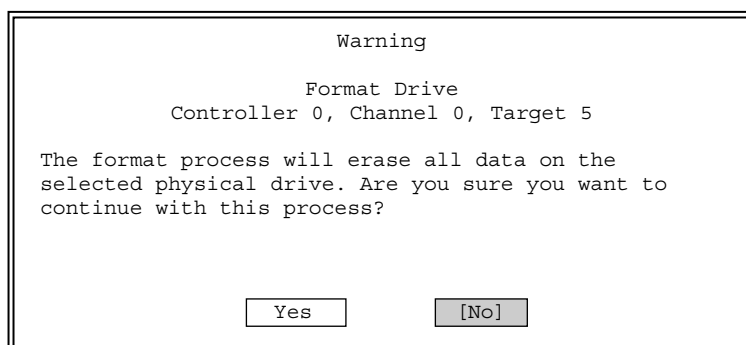 Warning
Format Drive
Controller 0, Channel 0, Target 5
The format process will erase all data on the
selected physical drive. Are you sure you want to
continue with this process?
Yes [No]